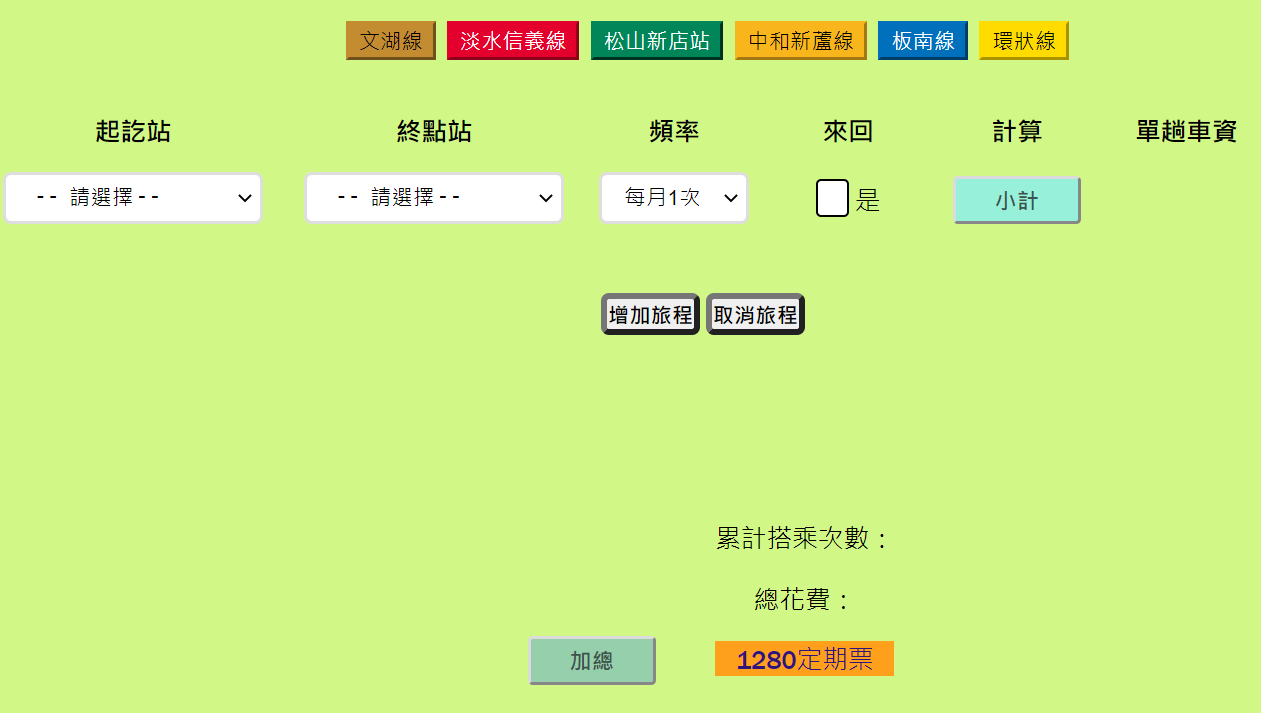 文湖線 淡水信義線 松山新店站 中和新蘆線 板南線 環狀線
起訖站 終點站 頻率 來回 計算 單趟車資
-- 請選擇-- -- 請選擇-- 每月1次 是 小計
增加旅程 取消旅程
累計搭乘次數：
總花費：
加總 1280定期票